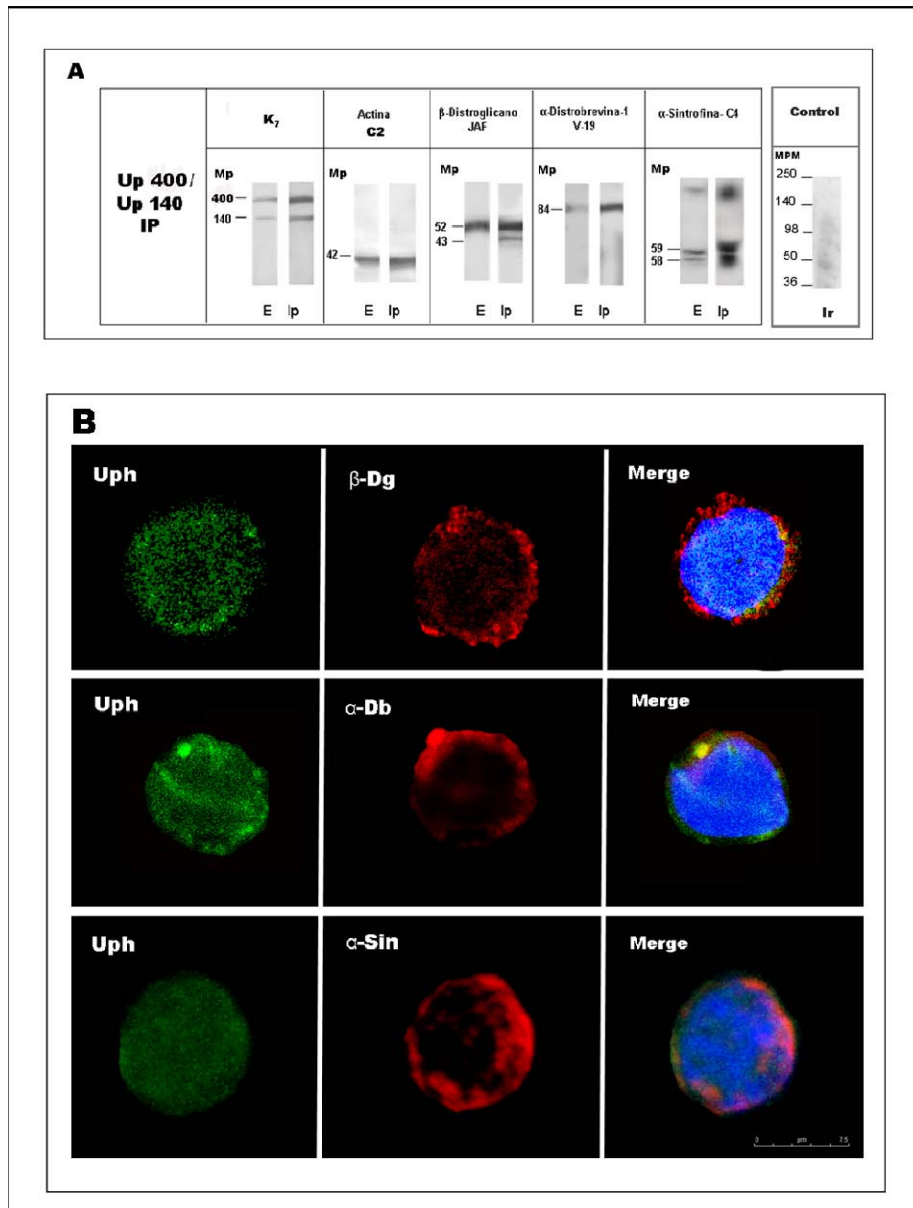 A
Up 400/
Up 140
IP
K7
Mp
400
140
E Ip
Actina
C2
Mp
42
E Ip
β-Distroglicano
JAF
Mp
52
43
E Ip
α-Distrobrevina-1
V-19
Mp
84
E Ip
α-Sintrofina- C4
Mp
59
58
E Ip
Control
MPM
250
140
98
50
36
Ir
B
Uph
β-Dg
Merge
Uph
α-Db
Merge
Uph
α-Sin
Merge
0 µm 7.5